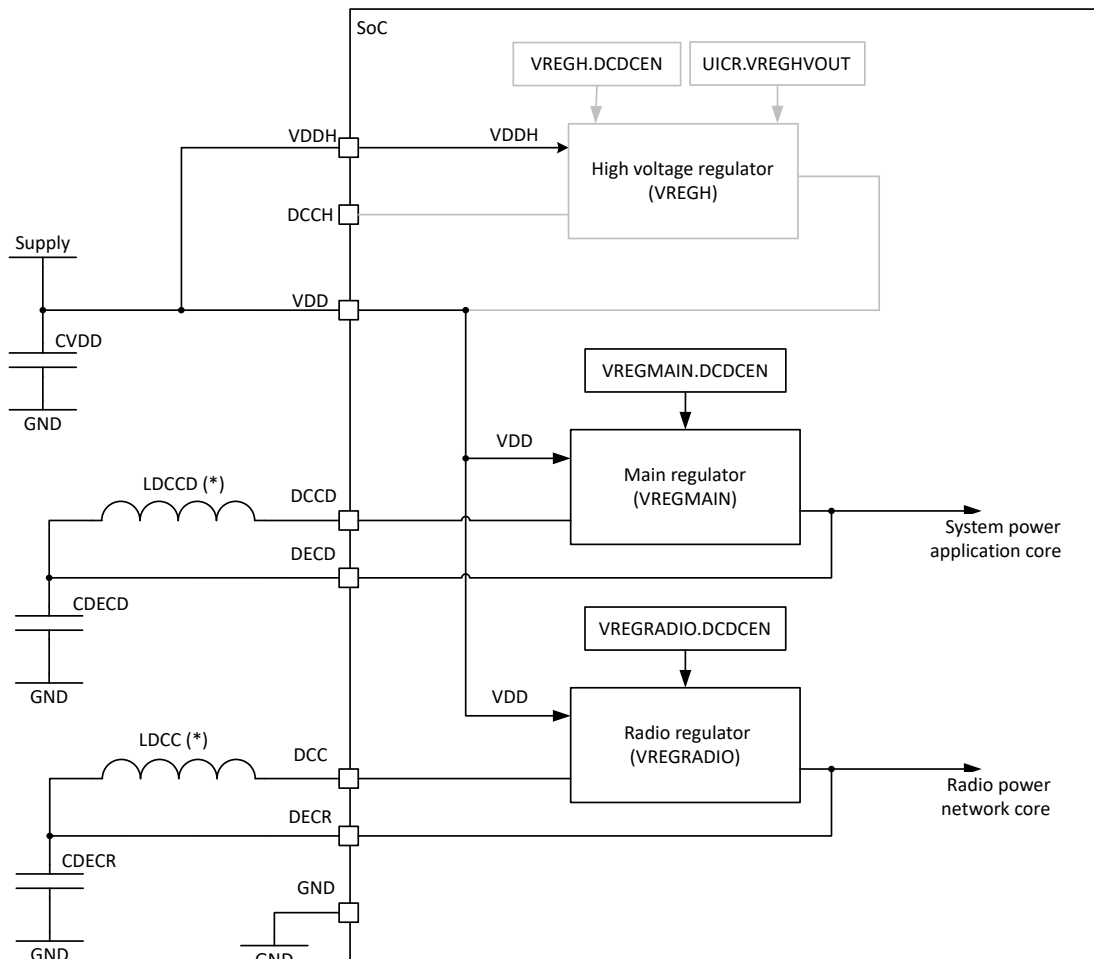 SoC
VREGH.DCDCEN
UICR.VREGHVOUT
VDDH
VDDH
High voltage regulator
(VREGH)
DCCH
Supply
VDD
CVDD
GND
VREGMAIN.DCDCEN
VDD
Main regulator
(VREGMAIN)
LDCCD (*)
DCCD
System power
application core
DECD
CDECD
GND
VREGRADIO.DCDCEN
VDD
Radio regulator
(VREGRADIO)
LDCC (*)
DCC
Radio power
network core
DECR
CDECR
GND
GND
GND